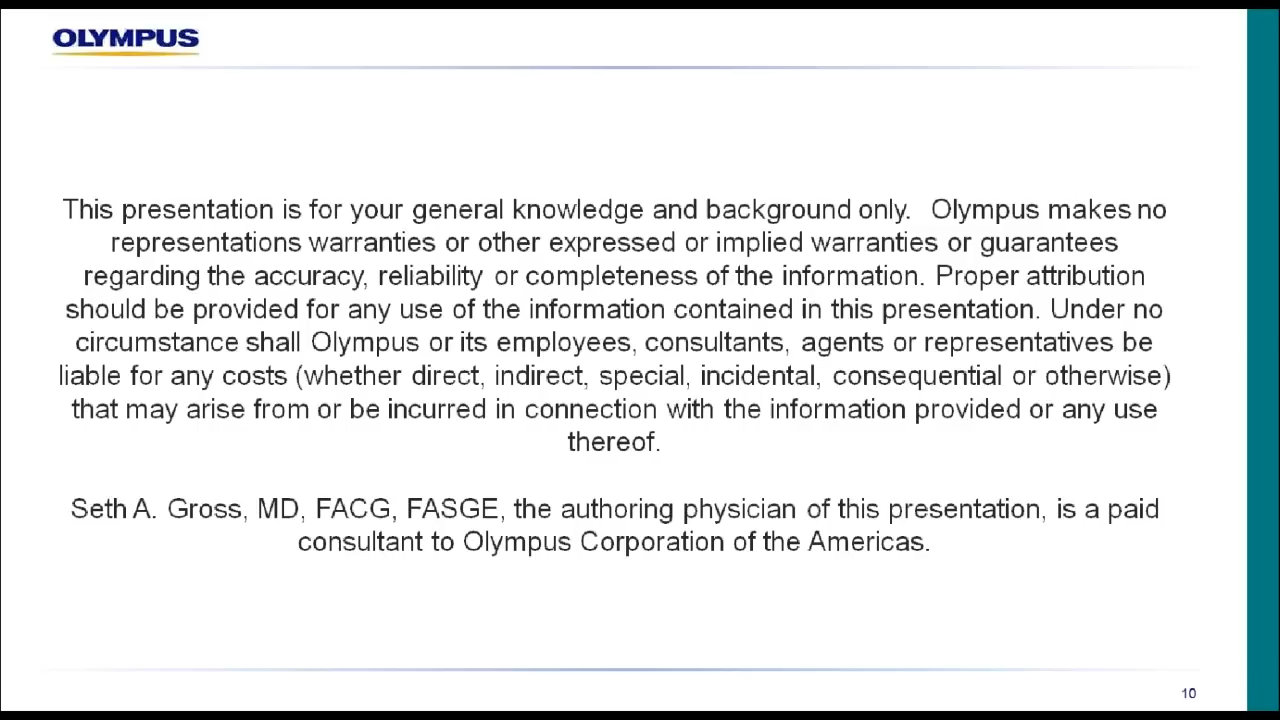 OLYMPUS
This presentation is for your general knowledge and background only. Olympus makes no
representations warranties or other expressed or implied warranties or guarantees
regarding the accuracy, reliability or completeness of the information. Proper attribution
should be provided for any use of the information contained in this presentation. Under no
circumstance shall Olympus or its employees, consultants, agents or representatives be
liable for any costs (whether direct, indirect, special, incidental, consequential or otherwise)
that may arise from or be incurred in connection with the information provided or any use
thereof.
Seth A. Gross, MD, FACG, FASGE, the authoring physician of this presentation, is a paid
consultant to Olympus Corporation of the Americas.
10